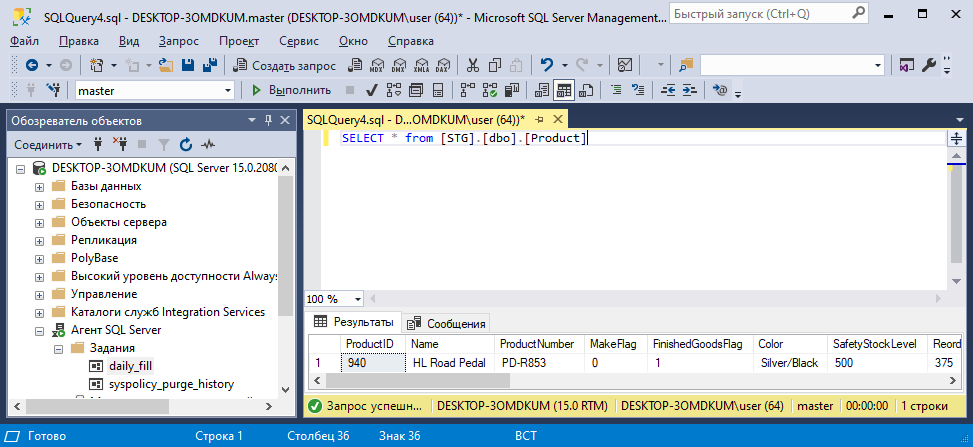 SQLQuery4.sql - DESKTOP-3OMDKUM.master (DESKTOP-3OMDKUM\user (64))* - Microsoft SQL Server Managemen...
Быстрый запуск (Ctrl+Q)
Файл Правка Вид Запрос Проект Сервис Окно Справка
Создать запрос MDX DMX XMLA DAX
master Выполнить
Обозреватель объектов
SQLQuery4.sql - D...OMDKUM\user (64))*
Соединить
SELECT * from [STG].[dbo].[Product]
DESKTOP-3OMDKUM (SQL Server 15.0.2080
Базы данных
Безопасность
Объекты сервера
Репликация
PolyBase
Высокий уровень доступности Always
Управление
Каталоги служб Integration Services
Агент SQL Server
Задания
daily_fill
syspolicy_purge_history
100 %
Результаты Сообщения
ProductID Name ProductNumber MakeFlag FinishedGoodsFlag Color SafetyStockLevel Reord
1 940 HL Road Pedal PD-R853 0 1 Silver/Black 500 375
Запрос успешн... DESKTOP-3OMDKUM (15.0 RTM) DESKTOP-3OMDKUM\user (64) master 00:00:00 1 строки
Готово Строка 1 Столбец 36 Знак 36 ВСТ